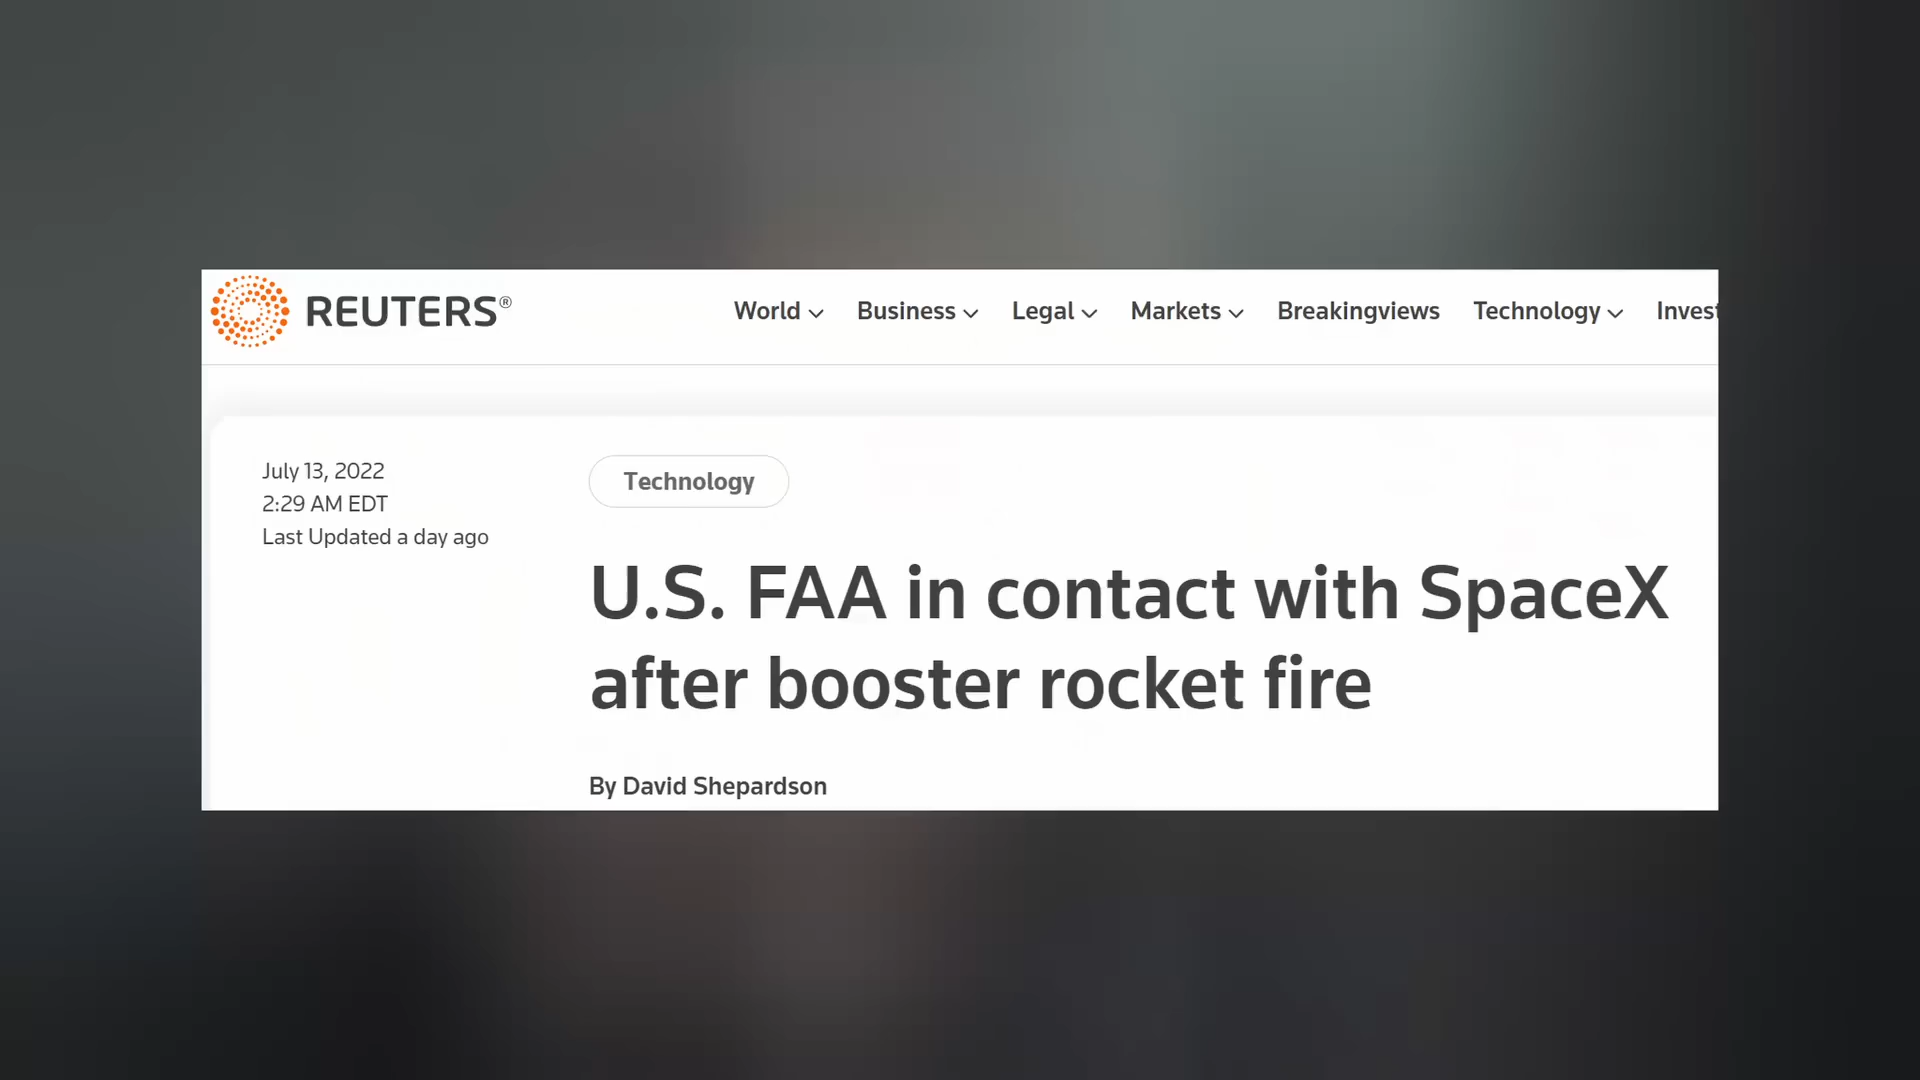 REUTERS®
World Business Legal Markets Breakingviews Technology Invest
July 13, 2022
2:29 AM EDT
Last Updated a day ago
Technology
U.S. FAA in contact with SpaceX
after booster rocket fire
By David Shepardson